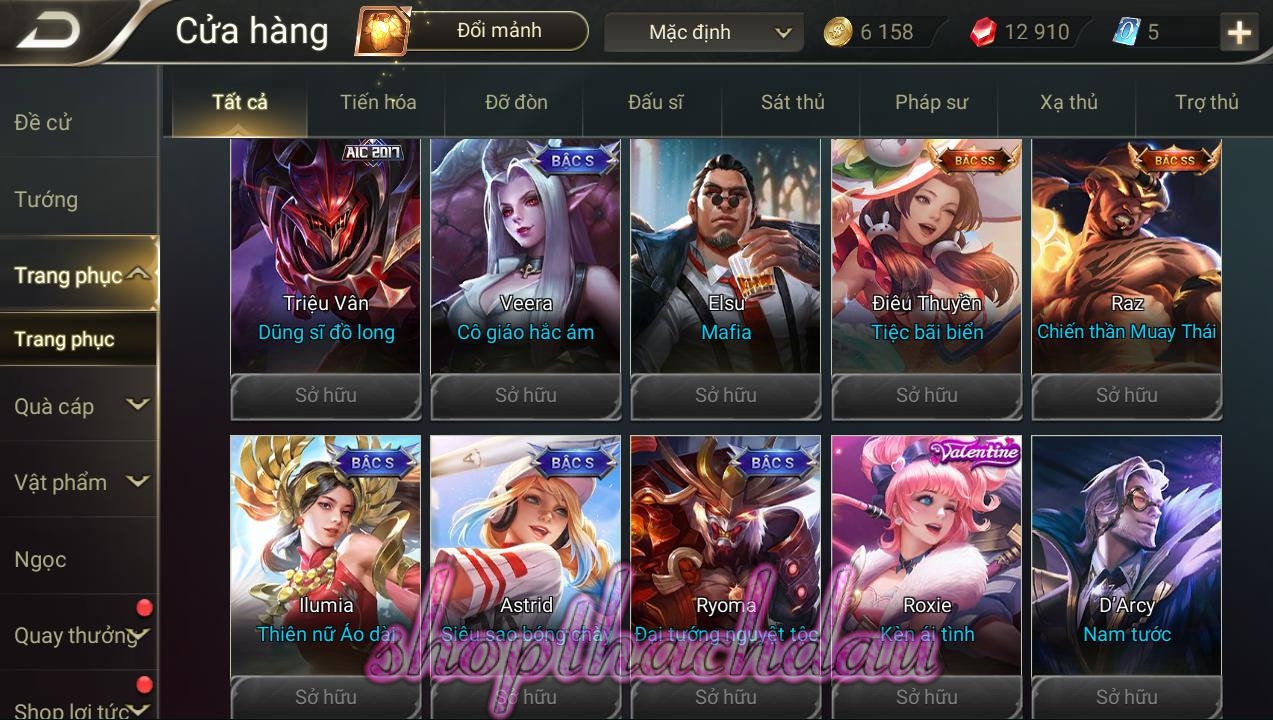 Cửa hàng
Đổi mảnh
Mặc định
6 158
12 910
5
Đề cử
Tướng
Trang phục
Trang phục
Quà cáp
Vật phẩm
Ngọc
Quay thưởng
Shop lợi tức
Tất cả
Tiến hóa
Đỡ đòn
Đấu sĩ
Sát thủ
Pháp sư
Xạ thủ
Trợ thủ
AIC 2017
Triệu Vân
Dũng sĩ đồ long
Sở hữu
BẬC S
Veera
Cô giáo hắc ám
Sở hữu
Elsu
Mafia
Sở hữu
BẬC SS
Điêu Thuyền
Tiệc bãi biển
Sở hữu
BẬC SS
Raz
Chiến thần Muay Thái
Sở hữu
BẬC S
Ilumia
Thiên nữ Áo dài
Sở hữu
BẬC S
Astrid
Siêu sao bóng chày
Sở hữu
BẬC S
Ryoma
Đại tướng nguyệt tộc
Sở hữu
Valentine
Roxie
Kèn ái tình
Sở hữu
D'Arcy
Nam tước
Sở hữu
shopthachdau